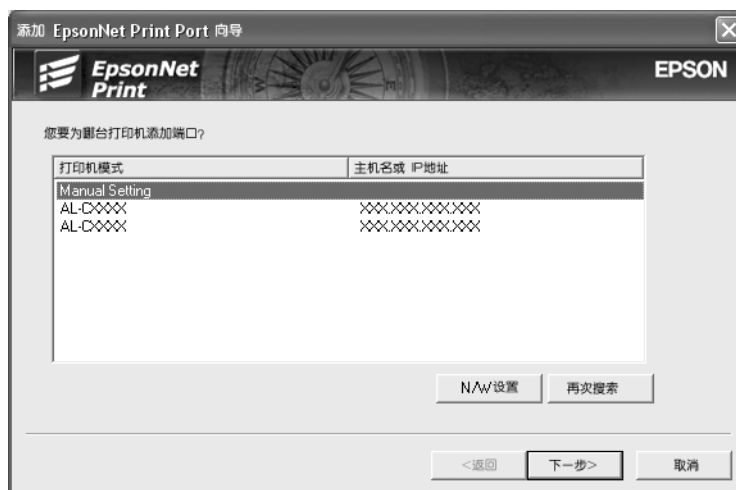 添加 EpsonNet Print Port 向导
EpsonNet
Print
EPSON
您要为哪台打印机添加端口?
打印机模式 主机名或 IP地址
Manual Setting
AL-CXXXX XXX.XXX.XXX.XXX
AL-CXXXX XXX.XXX.XXX.XXX
N/W 设置 再次搜索
<返回 下一步> 取消